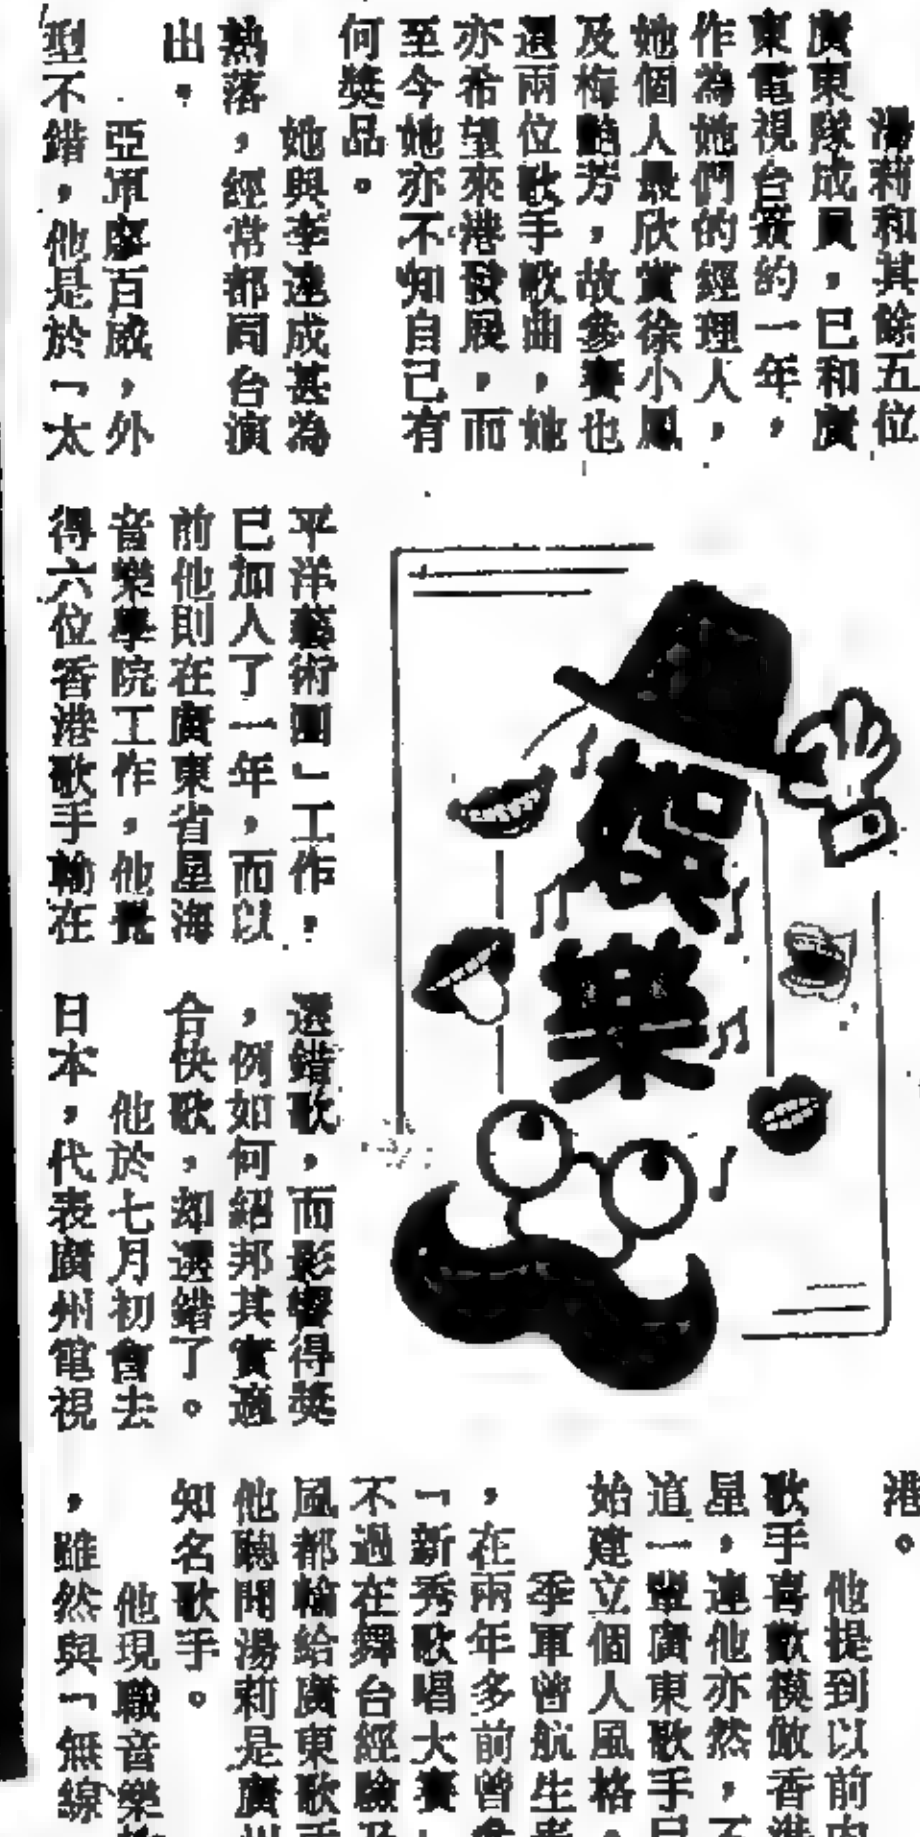 湯莉和其餘五位
廣東隊成員，已和廣
東電視台簽約一年，
作為她們的經理人，
她個人最欣賞徐小鳳
及梅艷芳，故參賽也
選兩位歌手歌曲，她
亦希望來港發展，而
至今她亦不知自己有
何獎品。
她與李達成甚為
熟落，經常都同台演
出。
亞軍廖百威，外
型不錯，他是於「太
平洋藝術團」工作，
已加入了一年，而以
前他則在廣東省星海
音樂學院工作，他覺
得六位香港歌手輸在
選錯歌，而影響得獎
，例如何紹邦其實適
合快歌，却選錯了。
他於七月初會去
日本，代表廣州電視
娛樂
港。
他提到以前內
歌手喜歡模倣香港
星，連他亦然，不
這一輩廣東歌手已
始建立個人風格。
季軍曾航生
，在兩年多前曾
「新秀歌唱大賽」
不過在舞台經驗及
風都輸給廣東歌手
他聽聞湯莉是廣州
知名歌手。
他現職音樂
，雖然與「無線